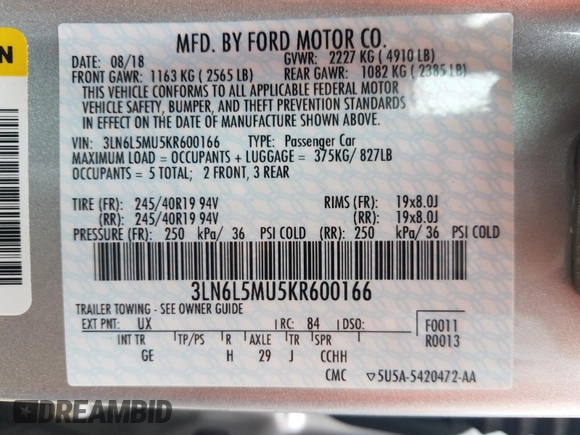 MFD. BY FORD MOTOR CO.
DATE: 08/18 GVWR: 2227 KG ( 4910 LB)
FRONT GAWR: 1163 KG ( 2565 LB) REAR GAWR: 1082 KG ( 2385 LB)
THIS VEHICLE CONFORMS TO ALL APPLICABLE FEDERAL MOTOR
VEHICLE SAFETY, BUMPER, AND THEFT PREVENTION STANDARDS
IN EFFECT ON THE DATE OF MANUFACTURE SHOWN ABOVE.
VIN: 3LN6L5MU5KR600166 TYPE: Passenger Car
MAXIMUM LOAD = OCCUPANTS + LUGGAGE = 375KG/ 827LB
OCCUPANTS = 5 TOTAL; 2 FRONT, 3 REAR
TIRE (FR): 245/40R19 94V RIMS (FR): 19x8.0J
(RR): 245/40R19 94V (RR): 19x8.0J
PRESSURE (FR): 250 kPa/ 36 PSI COLD (RR): 250 kPa/ 36 PSI COLD
3LN6L5MU5KR600166
TRAILER TOWING - SEE OWNER GUIDE
EXT PNT: UX RC: 84 DSO: F0011
INT TR TP/PS R AXLE TR SPR R0013
GE H 29 J CCHH
CMC ▽5U5A-5420472-AA
DREAMBID